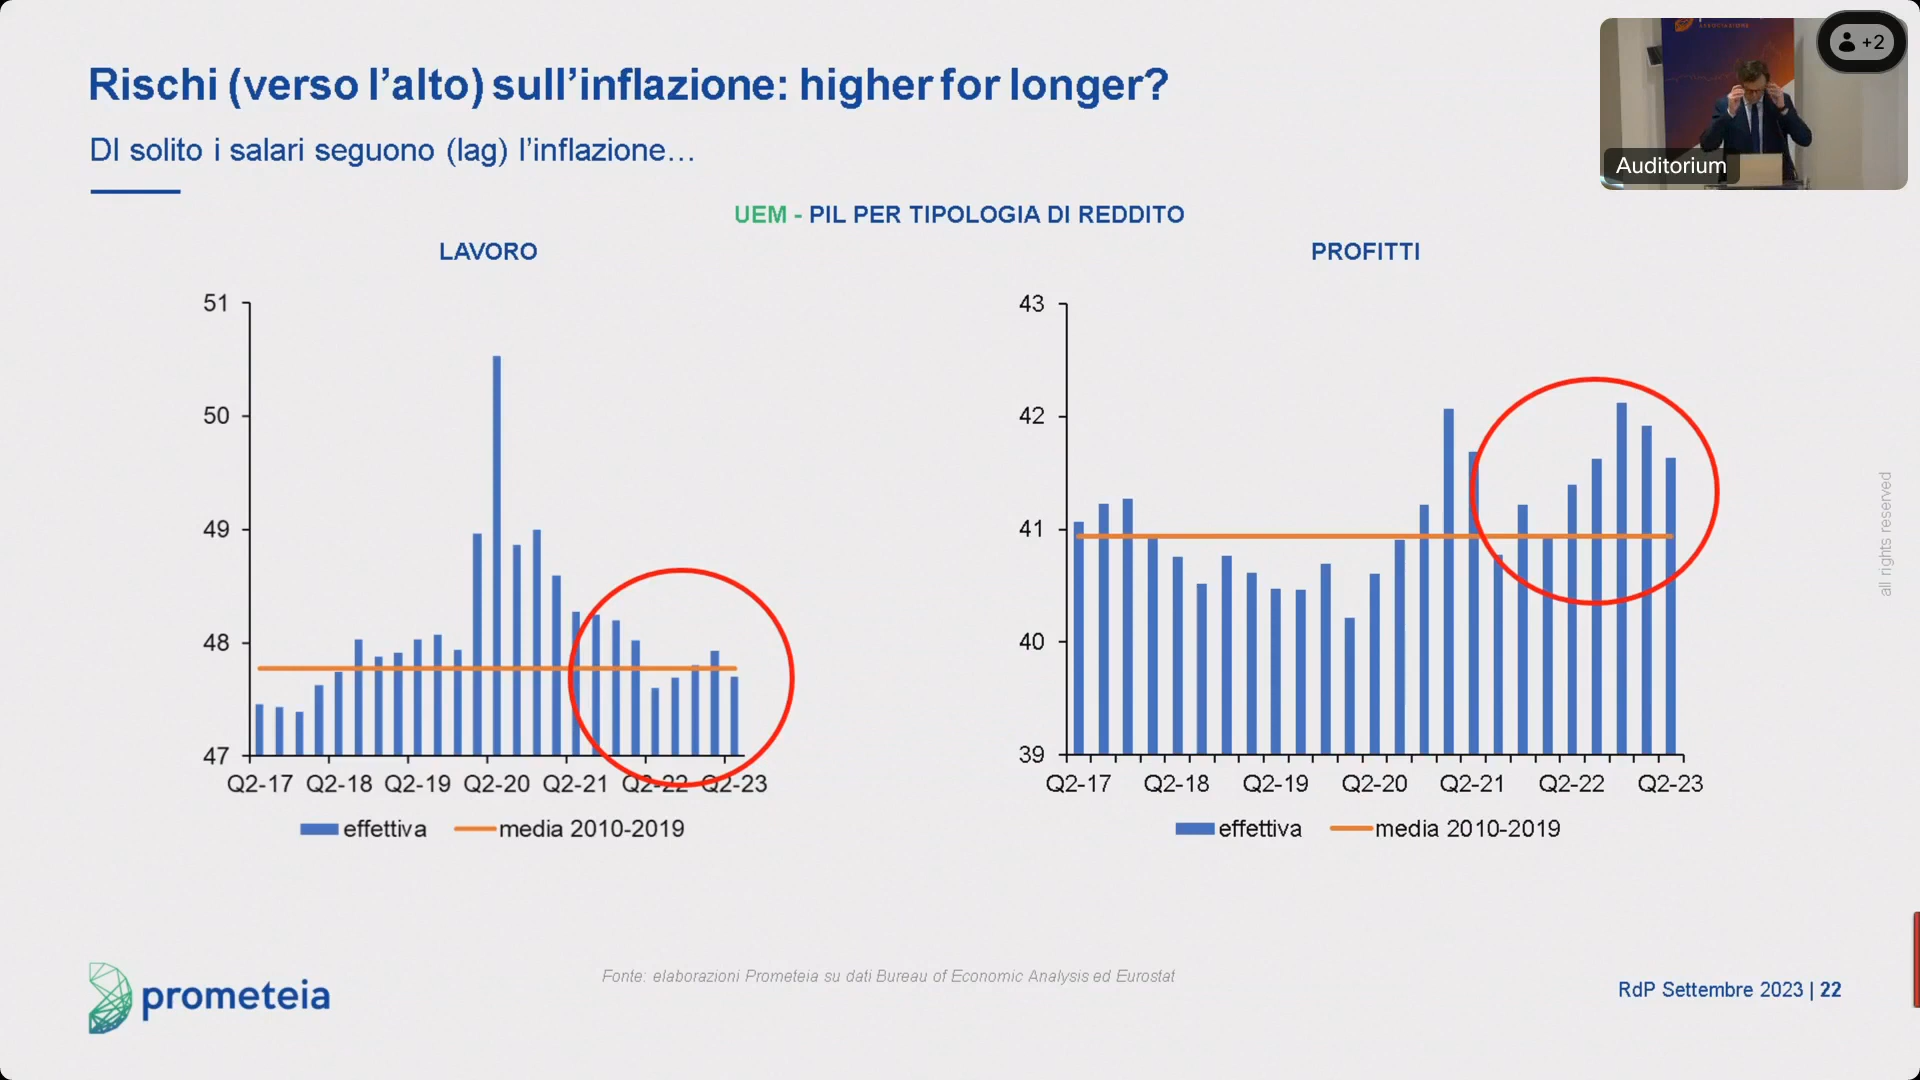 Rischi (verso l'alto) sull'inflazione: higher for longer?
DI solito i salari seguono (lag) l'inflazione…
+2
Auditorium
UEM - PIL PER TIPOLOGIA DI REDDITO
LAVORO
51
50
49
48
47
Q2-17 Q2-18 Q2-19 Q2-20 Q2-21 Q2-22 Q2-23
effettiva media 2010-2019
PROFITTI
43
42
41
40
39
Q2-17 Q2-18 Q2-19 Q2-20 Q2-21 Q2-22 Q2-23
effettiva media 2010-2019
all rights reserved
prometeia
Fonte: elaborazioni Prometeia su dati Bureau of Economic Analysis ed Eurostat
RdP Settembre 2023 | 22